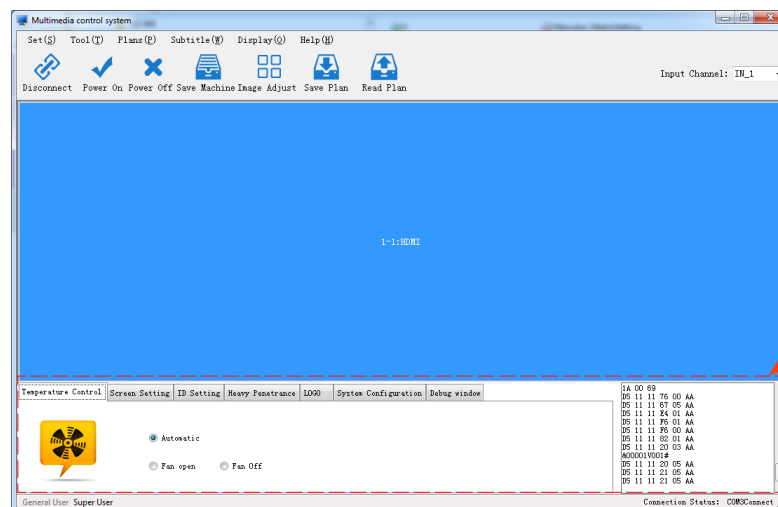 Multimedia control system
Set(S) Tool(T) Plans(P) Subtitle(W) Display(O) Help(H)
Disconnect Power On Power Off Save Machine Image Adjust Save Plan Read Plan
Input Channel: IN_1
1-1:HDMI
Temperature Control Screen Setting ID Setting Heavy Penetrance LOGO System Configuration Debug window
Automatic
Fan open Fan Off
1A 00 69
D5 11 11 76 00 AA
D5 11 11 67 05 AA
D5 11 11 E4 01 AA
D5 11 11 F6 01 AA
D5 11 11 F6 00 AA
D5 11 11 82 01 AA
D5 11 11 20 03 AA
&00001V001#
D5 11 11 20 05 AA
D5 11 11 21 05 AA
D5 11 11 21 05 AA
General User Super User
Connection Status: COM3Connect